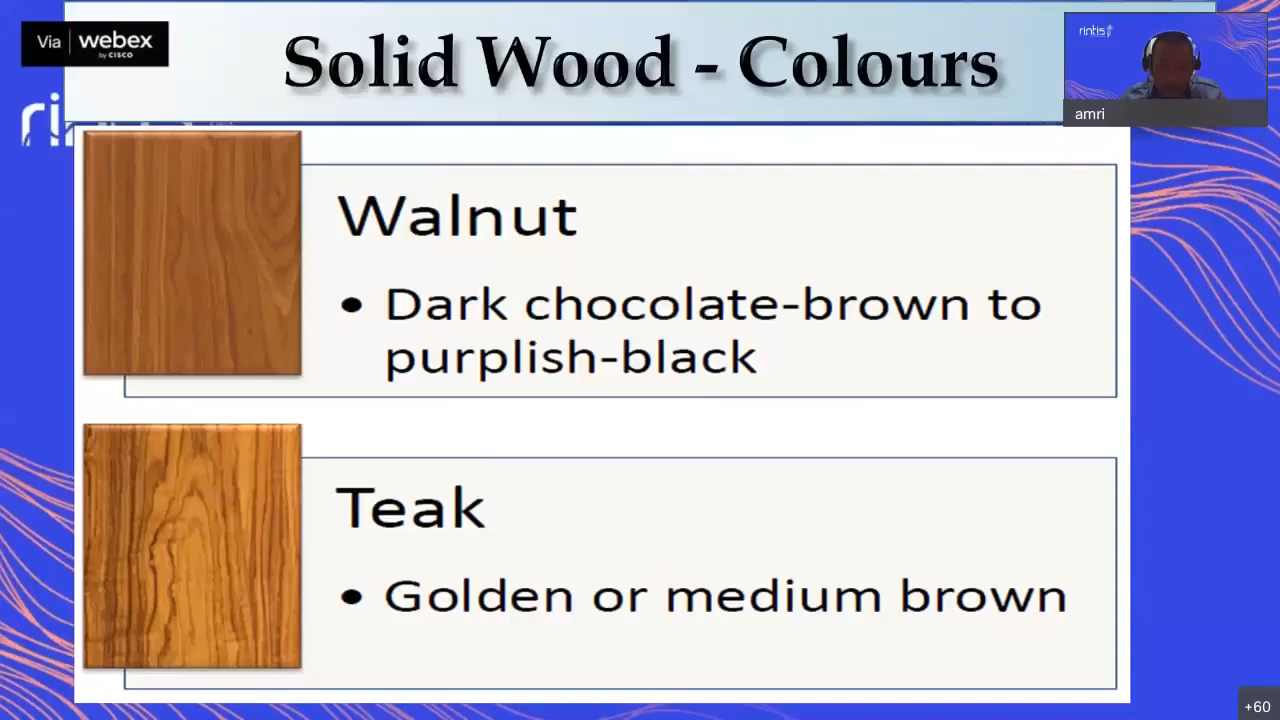 Via webex
by CISCO
Solid Wood - Colours
rintis
amri
Walnut
• Dark chocolate-brown to
purplish-black
Teak
• Golden or medium brown
+60